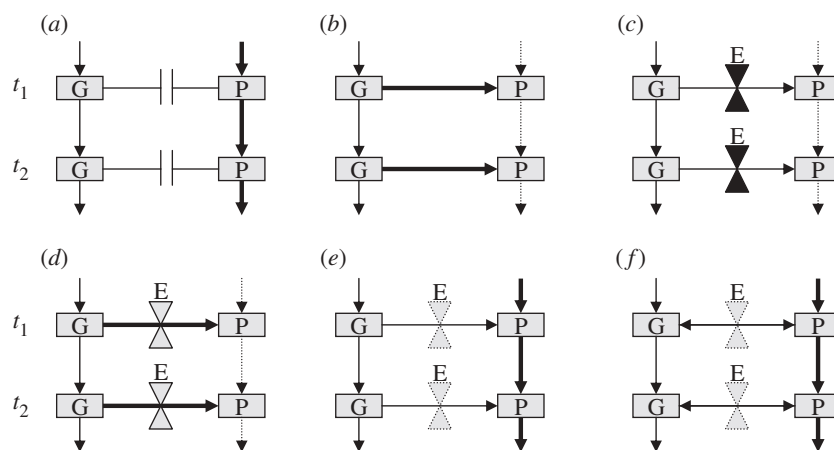 (a) (b) (c)
E
t1 G P G P G P
E
t2 G P G P G P
(d) (e) (f)
E E E
t1 G P G P G P
E E E
t2 G P G P G P